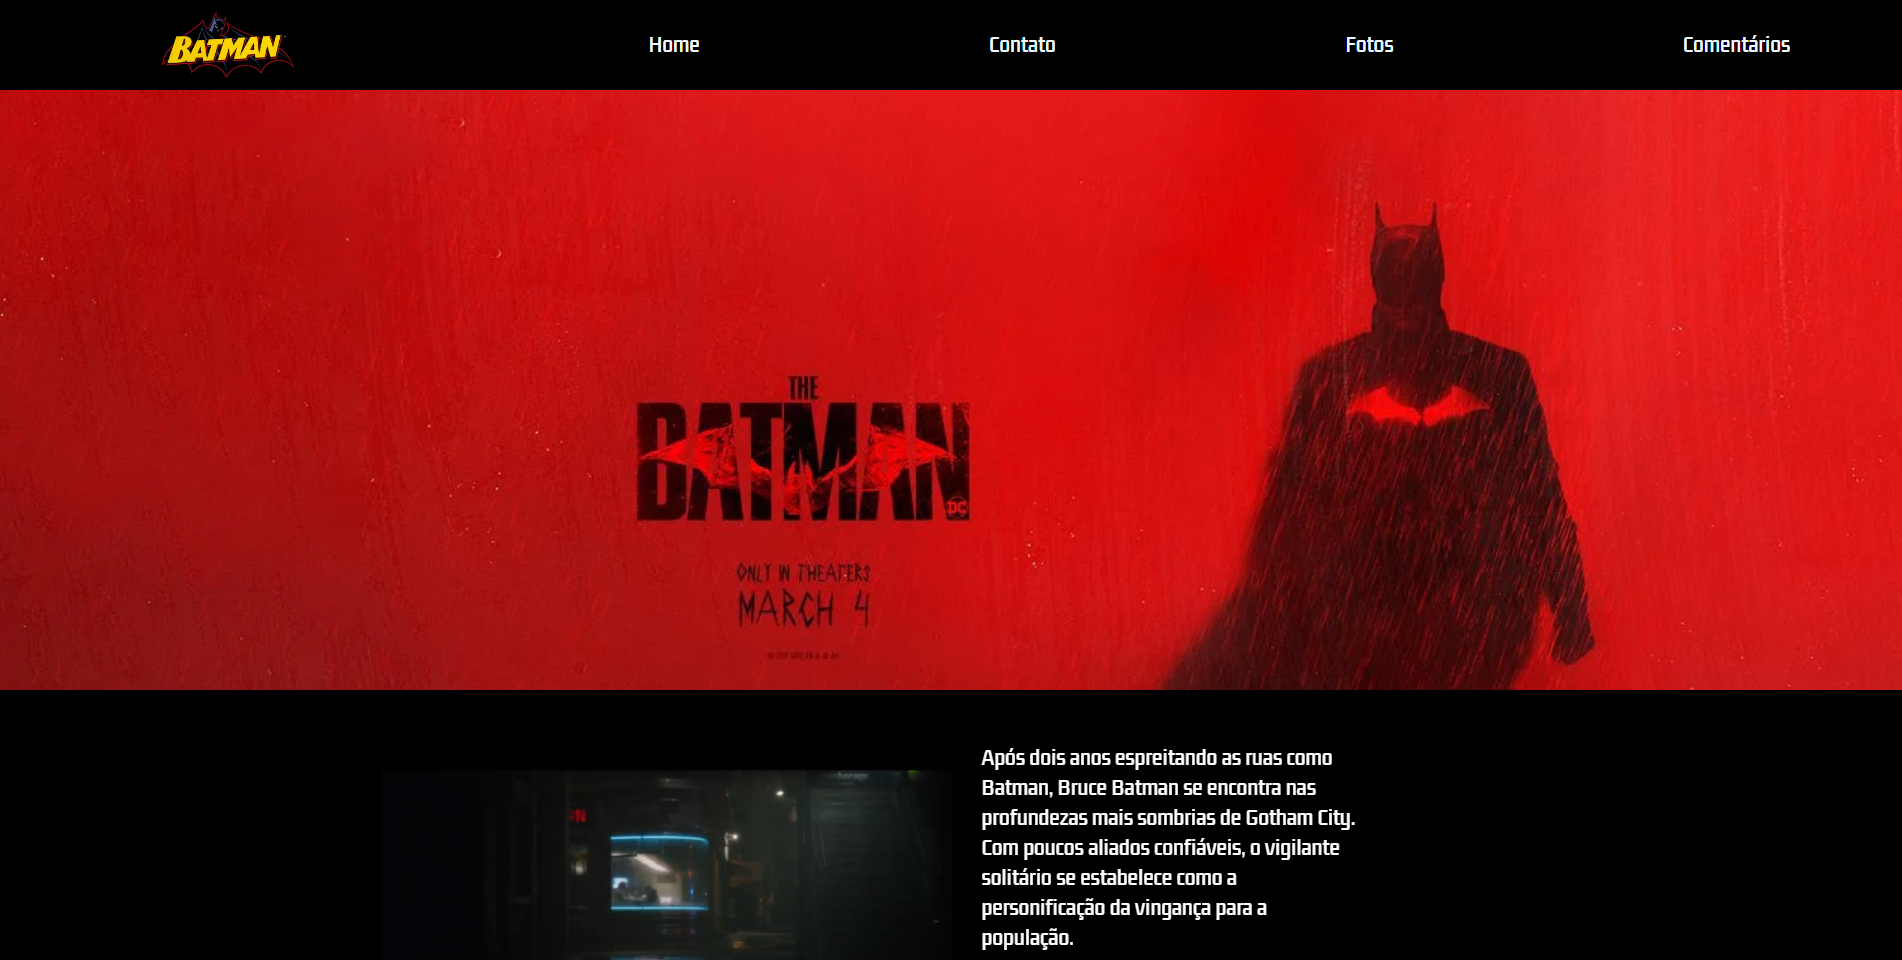 BATMAN
Home
Contato
Fotos
Comentários
THE
BATMAN
DC
ONLY IN THEATERS
MARCH 4
Após dois anos espreitando as ruas como
Batman, Bruce Batman se encontra nas
profundezas mais sombrias de Gotham City.
Com poucos aliados confiáveis, o vigilante
solitário se estabelece como a
personificação da vingança para a
população.